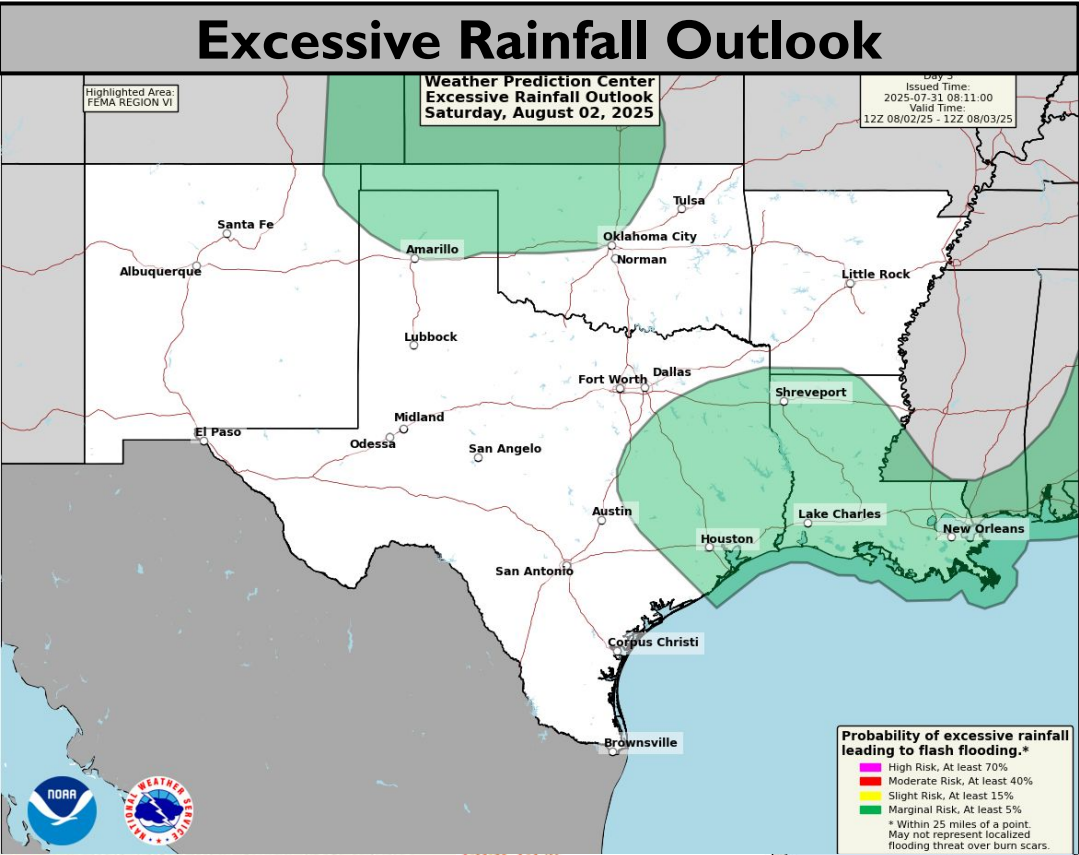 Excessive Rainfall Outlook
Highlighted Area:
FEMA REGION VI
Weather Prediction Center
Excessive Rainfall Outlook
Saturday, August 02, 2025
Day 3
Issued Time:
2025-07-31 08:11:00
Valid Time:
12Z 08/02/25 - 12Z 08/03/25
Tulsa
Santa Fe
Oklahoma City
Amarillo
Norman
Albuquerque
Little Rock
Lubbock
Dallas
Fort Worth
Shreveport
Midland
El Paso
Odessa
San Angelo
Austin
Lake Charles
New Orleans
Houston
San Antonio
Corpus Christi
Brownsville
Probability of excessive rainfall
leading to flash flooding.*
High Risk, At least 70%
Moderate Risk, At least 40%
Slight Risk, At least 15%
Marginal Risk, At least 5%
* Within 25 miles of a point.
May not represent localized
flooding threat over burn scars.
NOAA
NATIONAL WEATHER SERVICE